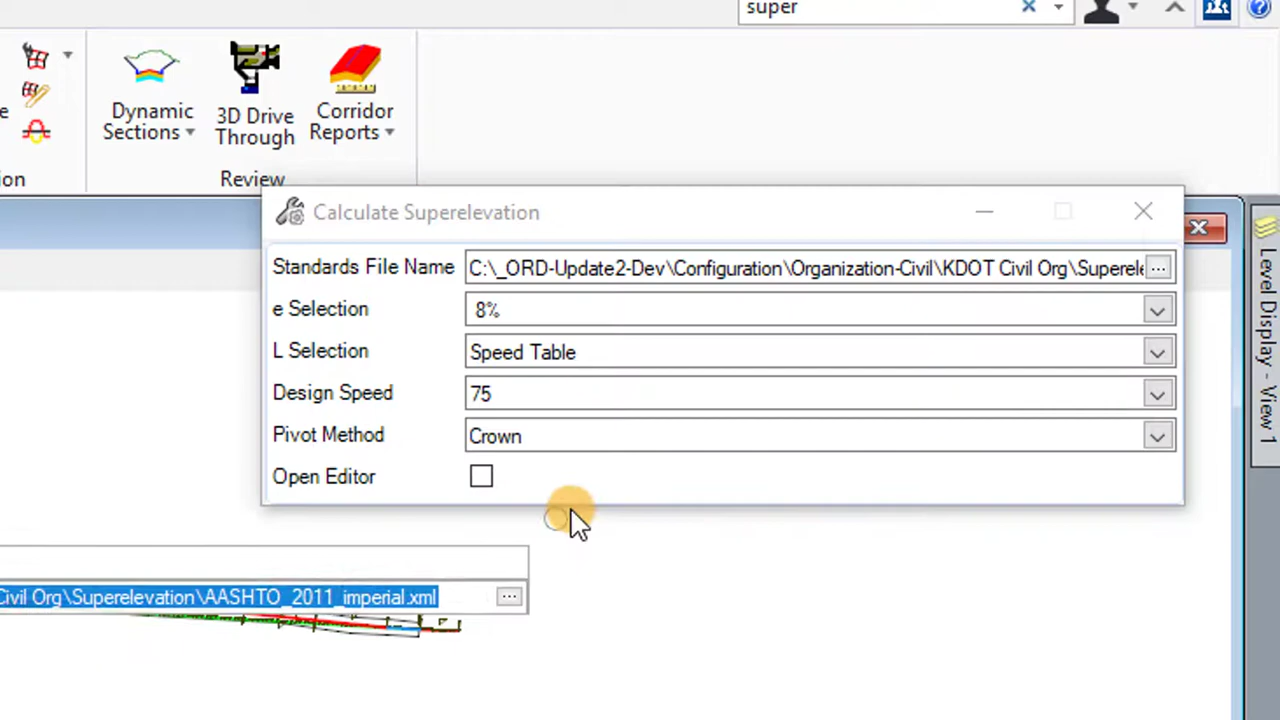 super
e
Dynamic
Sections
3D Drive
Through
Corridor
Reports
ion
Review
Calculate Superelevation
Standards File Name C:\_ORD-Update2-Dev\Configuration\Organization-Civil\KDOT Civil Org\Superele
e Selection 8%
L Selection Speed Table
Design Speed 75
Pivot Method Crown
Open Editor
Civil Org\Superelevation\AASHTO_2011_imperial.xml
Level Display - View 1